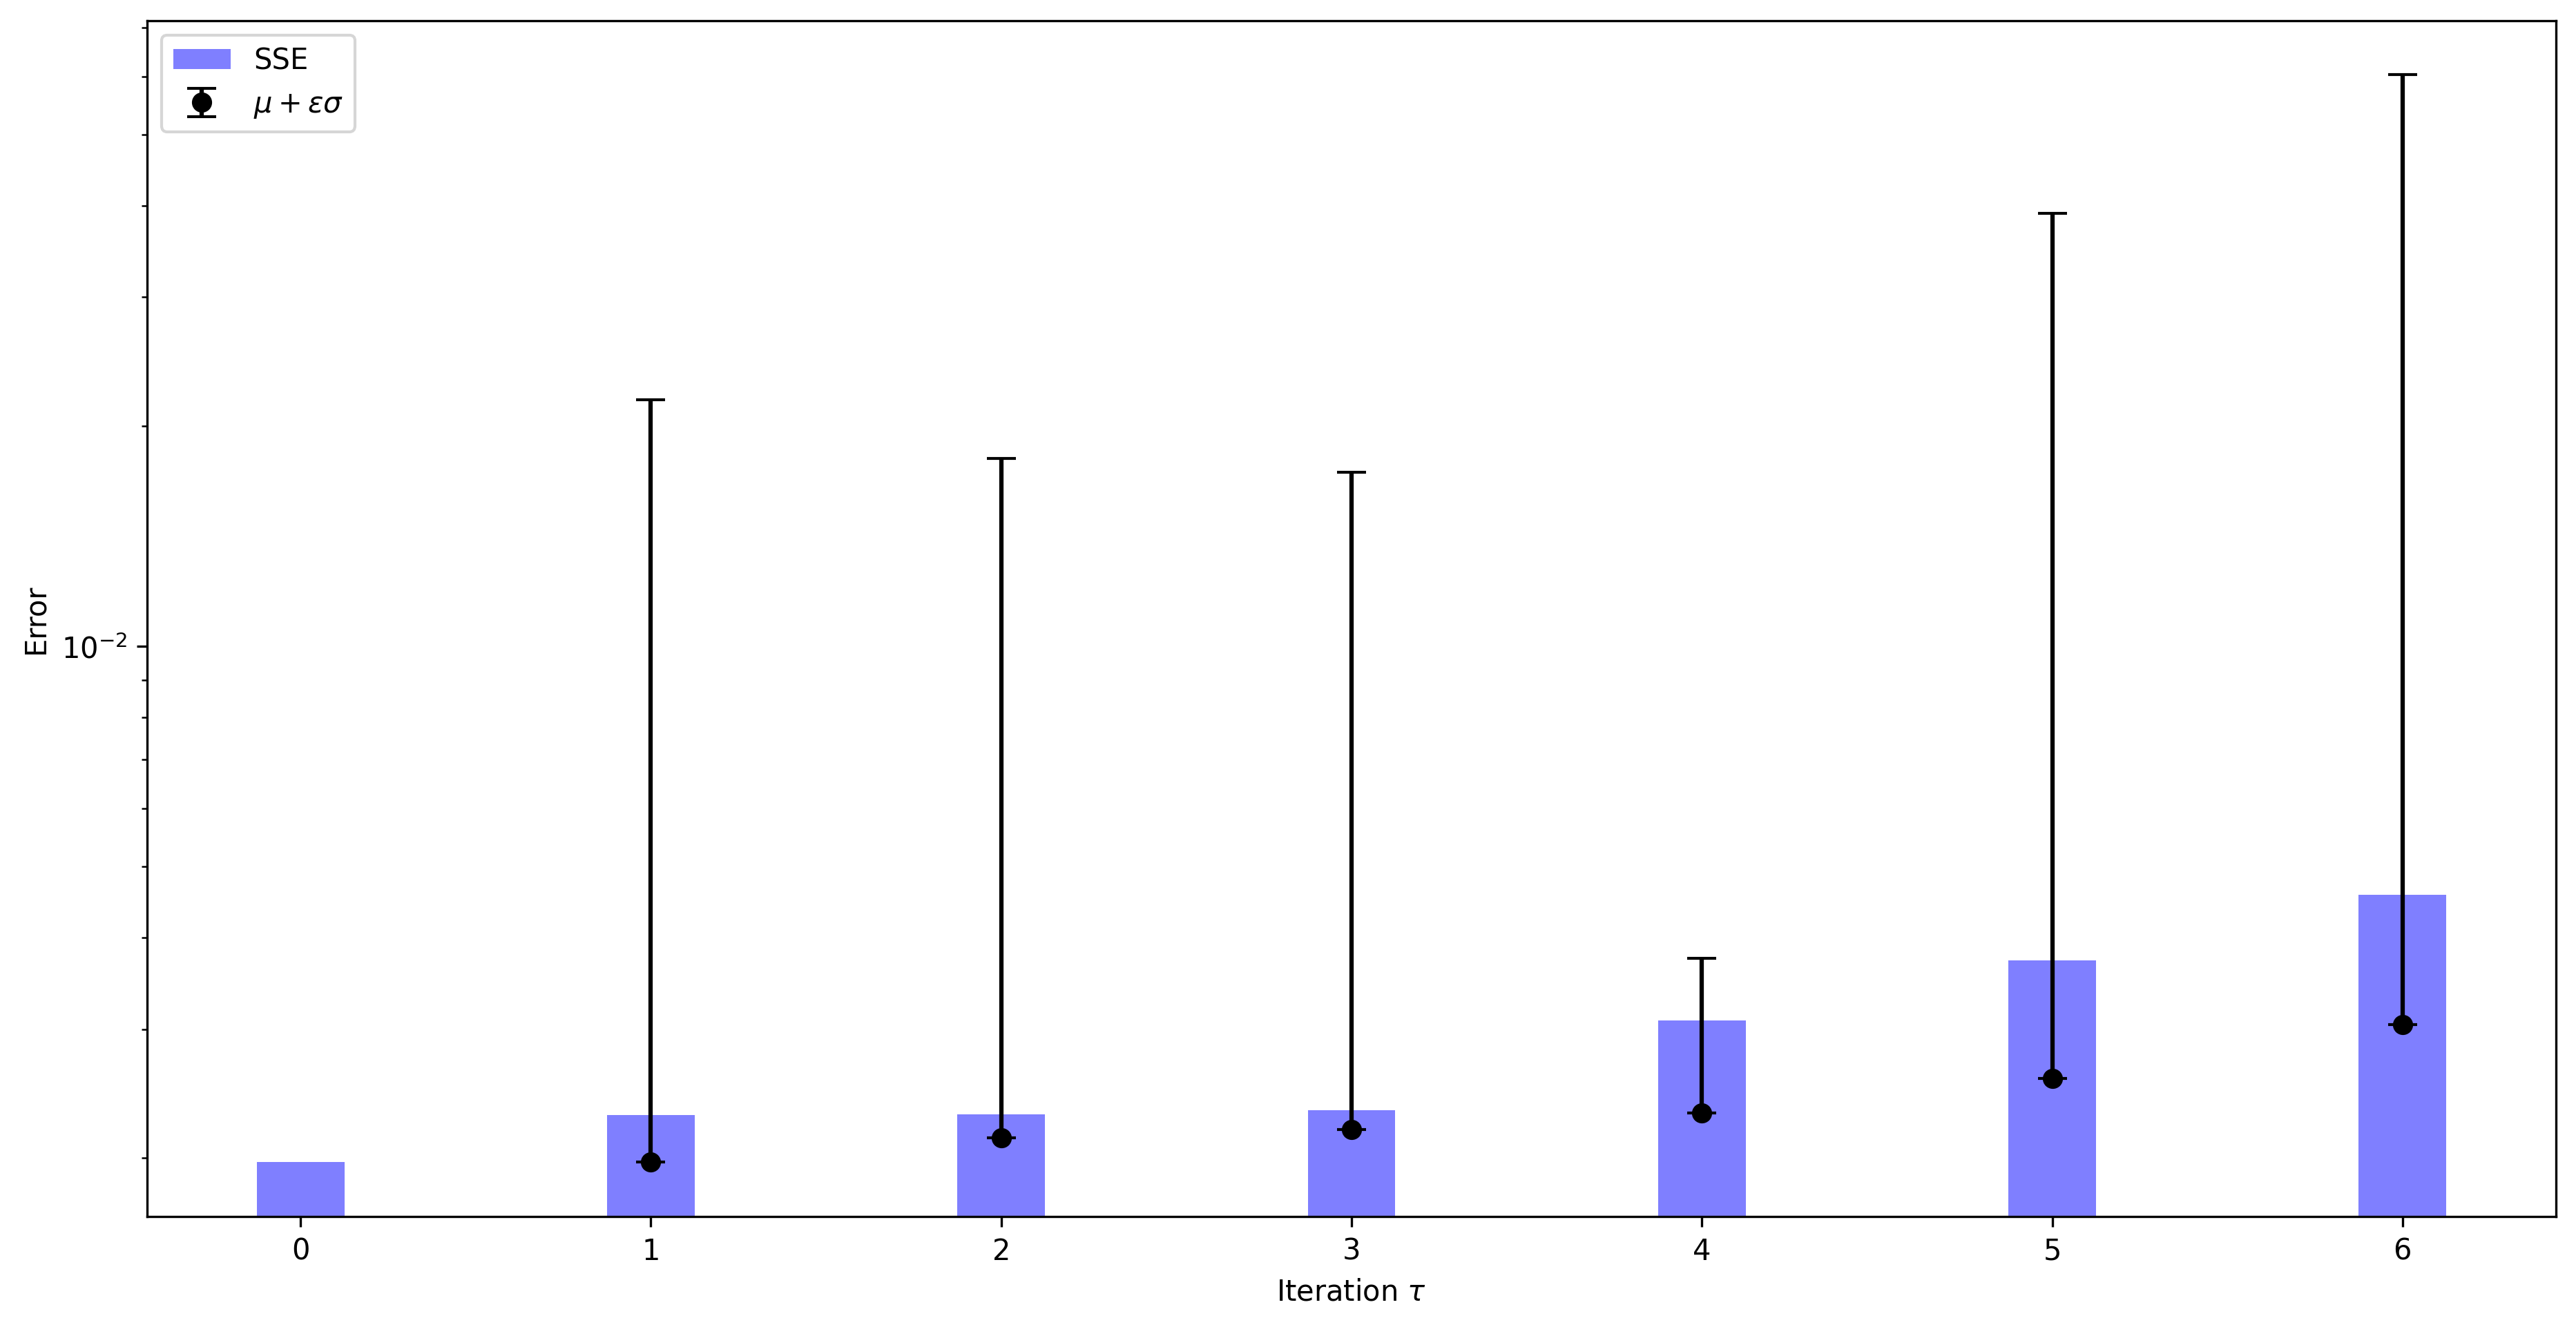 SSE
μ + εσ
Error
10⁻²
0 1 2 3 4 5 6
Iteration τ